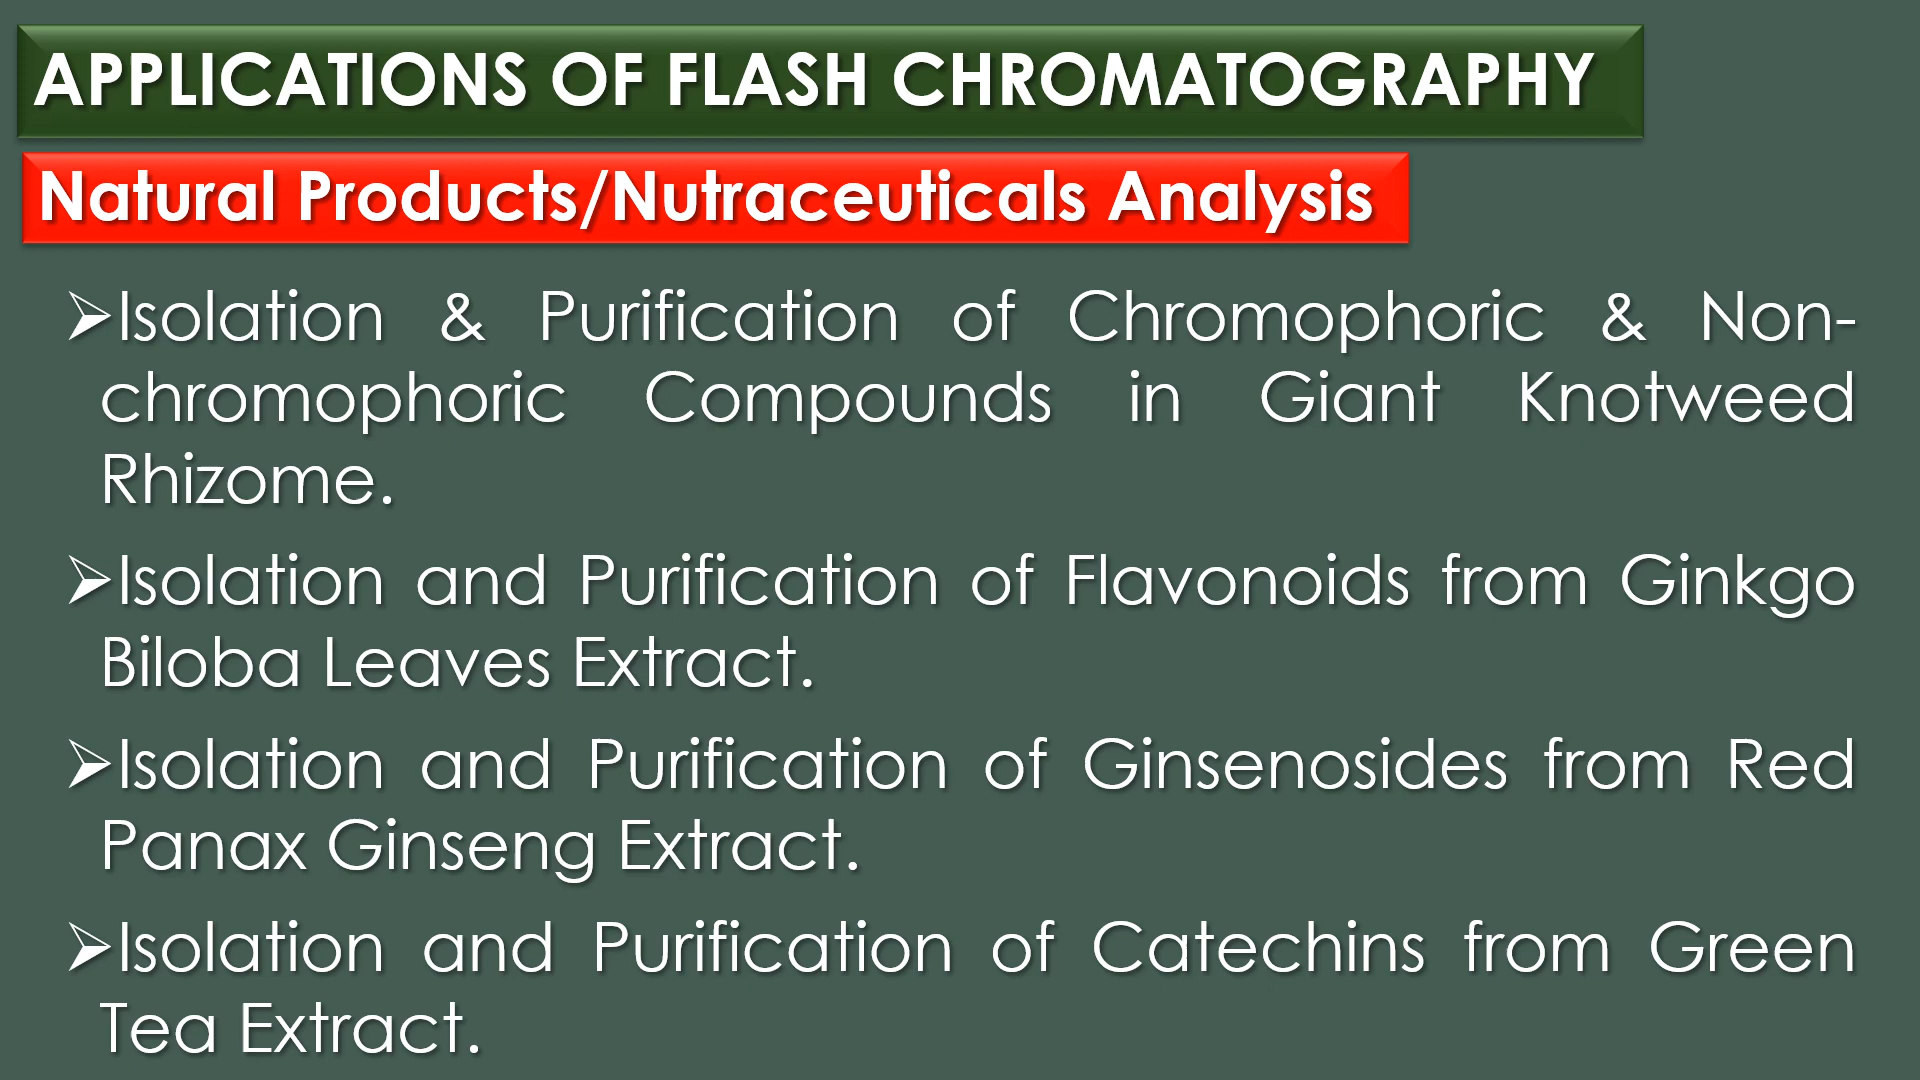 APPLICATIONS OF FLASH CHROMATOGRAPHY
Natural Products/Nutraceuticals Analysis
➢Isolation & Purification of Chromophoric & Non-
chromophoric Compounds in Giant Knotweed
Rhizome.
➢Isolation and Purification of Flavonoids from Ginkgo
Biloba Leaves Extract.
➢Isolation and Purification of Ginsenosides from Red
Panax Ginseng Extract.
➢Isolation and Purification of Catechins from Green
Tea Extract.